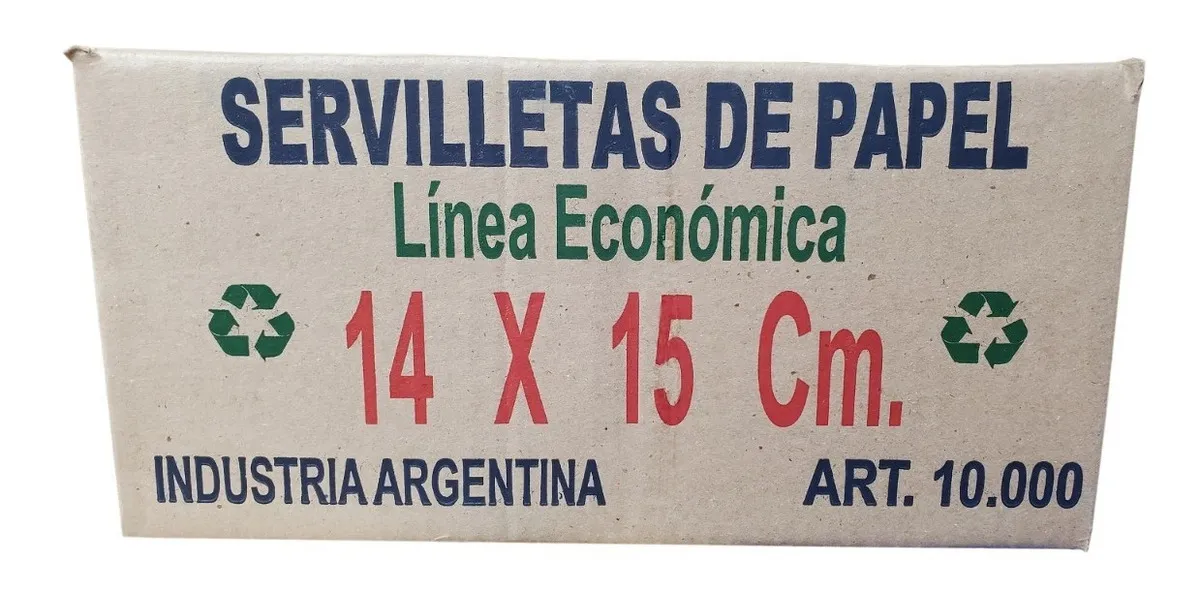 SERVILLETAS DE PAPEL
Línea Económica
14 X 15 Cm.
INDUSTRIA ARGENTINA ART. 10.000